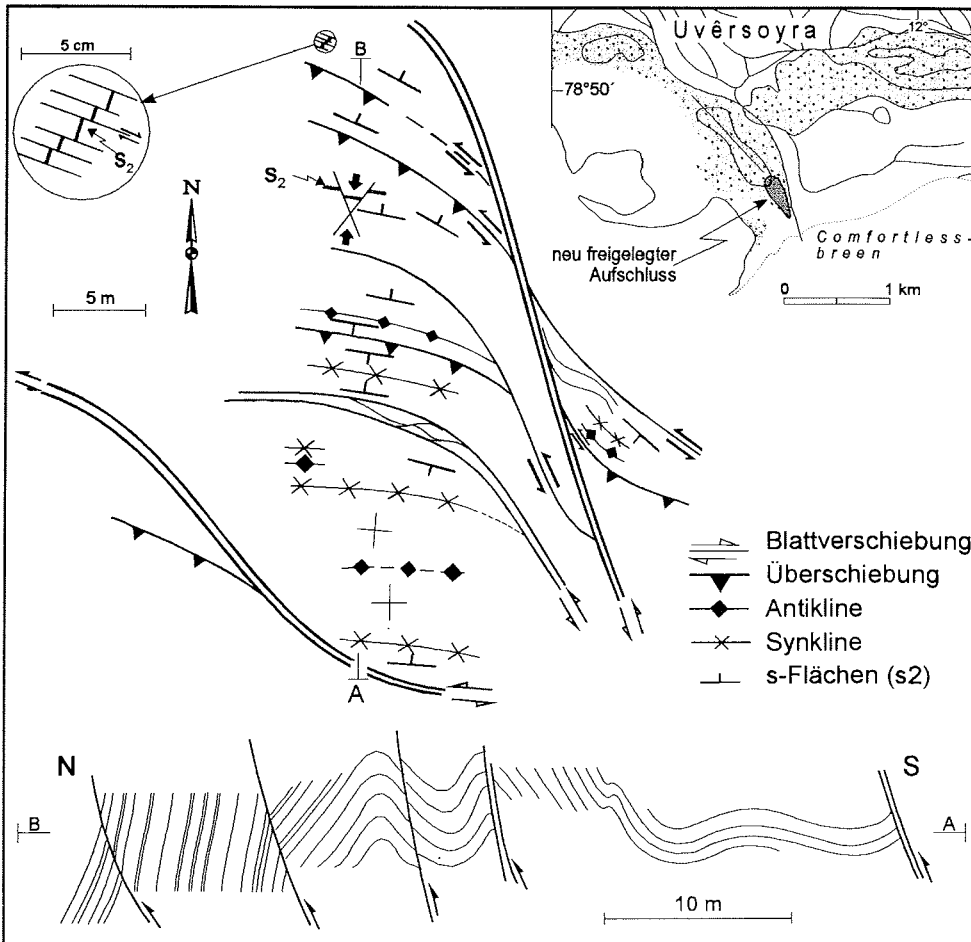 5 cm
S2
N
5 m
B
S2
A
Uvêrsoyra
12°
78°50´
neu freigelegter
Aufschluss
Comfortless-
breen
0 1 km
Blattverschiebung
Überschiebung
Antikline
Synkline
s-Flächen (s2)
N S
B A
10 m